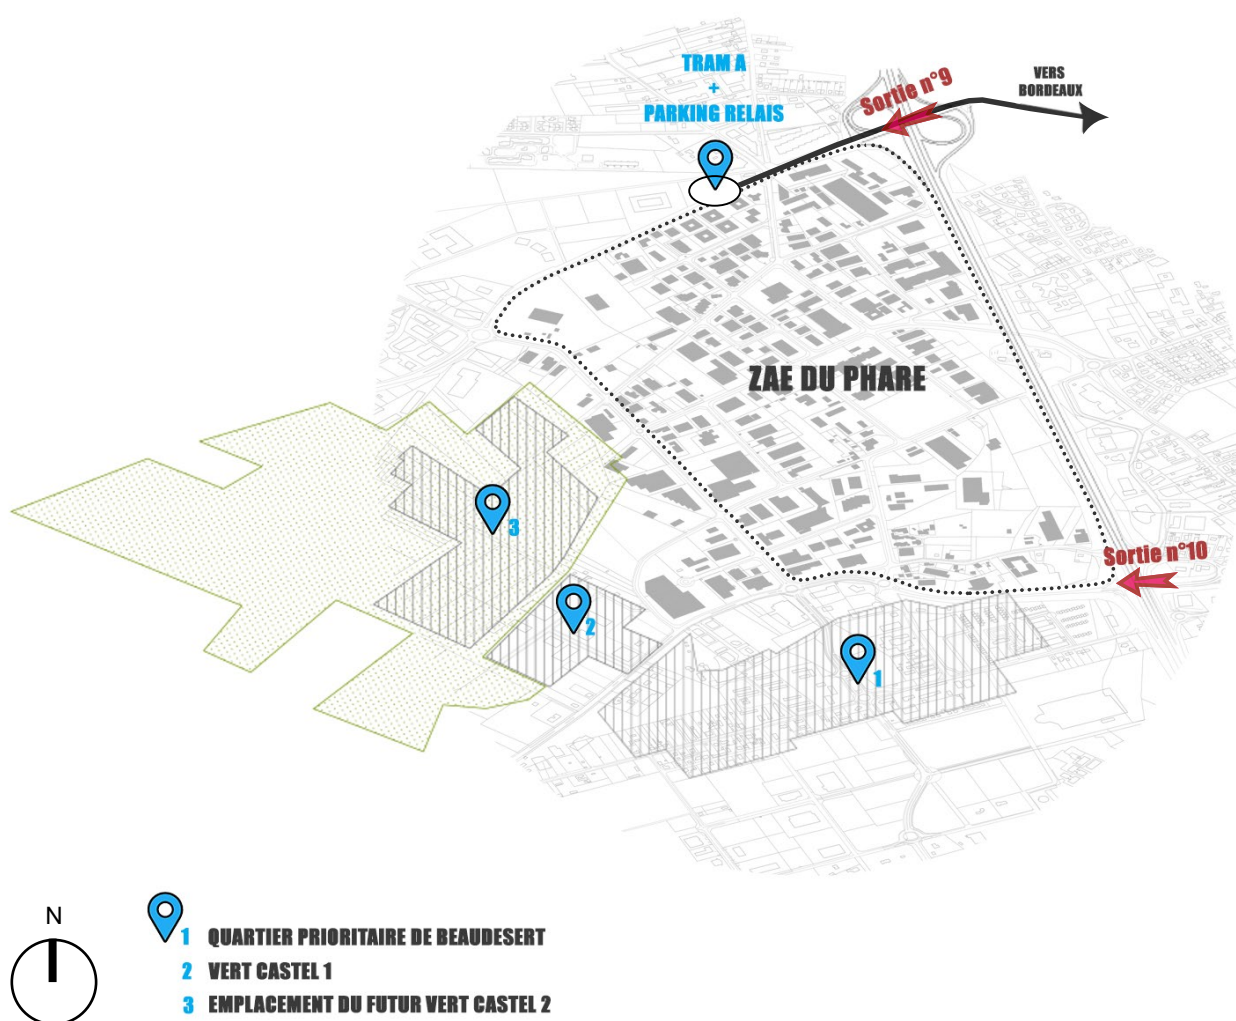 TRAM A
+
PARKING RELAIS
Sortie n°9
VERS
BORDEAUX
ZAE DU PHARE
3
2
1
Sortie n°10
N
1 QUARTIER PRIORITAIRE DE BEAUDESERT
2 VERT CASTEL 1
3 EMPLACEMENT DU FUTUR VERT CASTEL 2